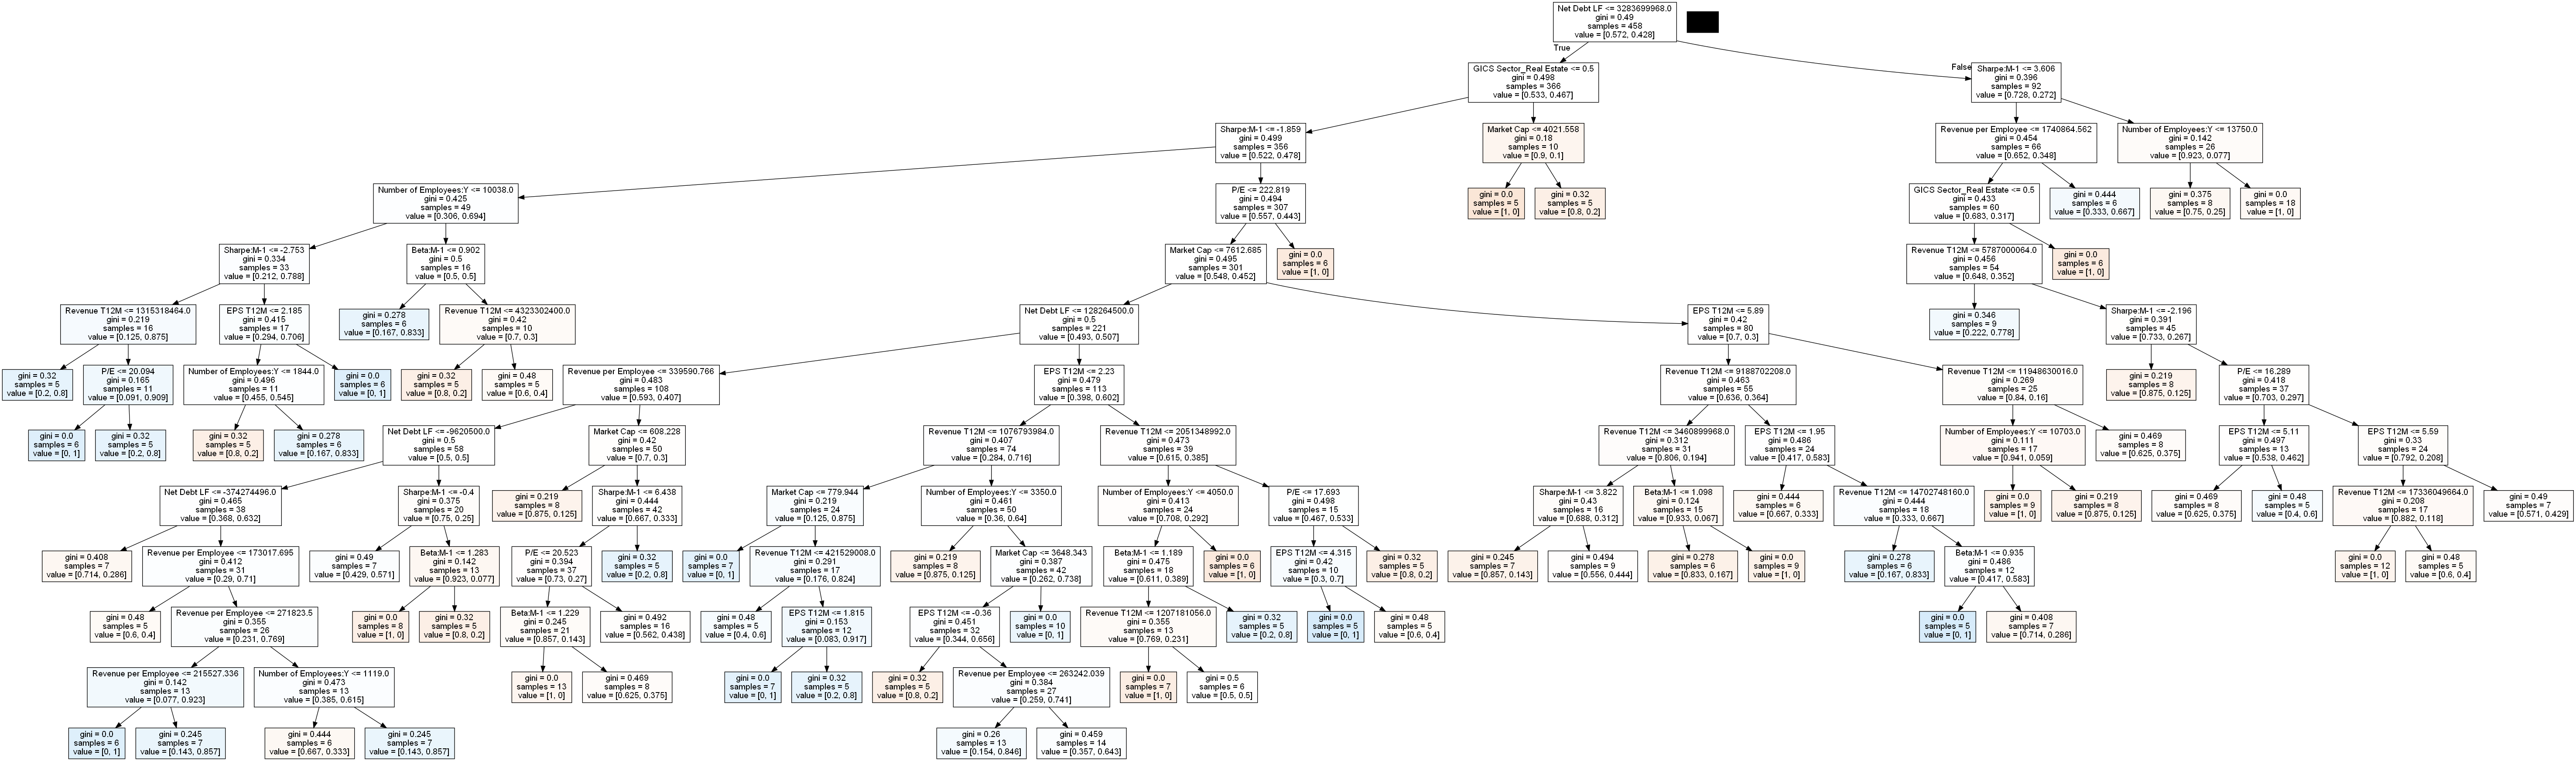 Net Debt LF <= 3283699968.0
gini = 0.49
samples = 458
value = [0.572, 0.428]
True
False
GICS Sector_Real Estate <= 0.5
gini = 0.498
samples = 366
value = [0.533, 0.467]
Sharpe:M-1 <= 3.606
gini = 0.396
samples = 92
value = [0.728, 0.272]
Sharpe:M-1 <= -1.859
gini = 0.499
samples = 356
value = [0.522, 0.478]
Market Cap <= 4021.558
gini = 0.18
samples = 10
value = [0.9, 0.1]
Revenue per Employee <= 1740864.562
gini = 0.454
samples = 66
value = [0.652, 0.348]
Number of Employees:Y <= 13750.0
gini = 0.142
samples = 26
value = [0.923, 0.077]
Number of Employees:Y <= 10038.0
gini = 0.425
samples = 49
value = [0.306, 0.694]
P/E <= 222.819
gini = 0.494
samples = 307
value = [0.557, 0.443]
gini = 0.0
samples = 5
value = [1, 0]
gini = 0.32
samples = 5
value = [0.8, 0.2]
GICS Sector_Real Estate <= 0.5
gini = 0.433
samples = 60
value = [0.683, 0.317]
gini = 0.444
samples = 6
value = [0.333, 0.667]
gini = 0.375
samples = 8
value = [0.75, 0.25]
gini = 0.0
samples = 18
value = [1, 0]
Sharpe:M-1 <= -2.753
gini = 0.334
samples = 33
value = [0.212, 0.788]
Beta:M-1 <= 0.902
gini = 0.5
samples = 16
value = [0.5, 0.5]
Market Cap <= 7612.685
gini = 0.495
samples = 301
value = [0.548, 0.452]
gini = 0.0
samples = 6
value = [1, 0]
Revenue T12M <= 5787000064.0
gini = 0.456
samples = 54
value = [0.648, 0.352]
gini = 0.0
samples = 6
value = [1, 0]
Revenue T12M <= 1315318464.0
gini = 0.219
samples = 16
value = [0.125, 0.875]
EPS T12M <= 2.185
gini = 0.415
samples = 17
value = [0.294, 0.706]
gini = 0.278
samples = 6
value = [0.167, 0.833]
Revenue T12M <= 4323302400.0
gini = 0.42
samples = 10
value = [0.7, 0.3]
Net Debt LF <= 128264500.0
gini = 0.5
samples = 221
value = [0.493, 0.507]
EPS T12M <= 5.89
gini = 0.42
samples = 80
value = [0.7, 0.3]
gini = 0.346
samples = 9
value = [0.222, 0.778]
Sharpe:M-1 <= -2.196
gini = 0.391
samples = 45
value = [0.733, 0.267]
gini = 0.32
samples = 5
value = [0.2, 0.8]
P/E <= 20.094
gini = 0.165
samples = 11
value = [0.091, 0.909]
Number of Employees:Y <= 1844.0
gini = 0.496
samples = 11
value = [0.455, 0.545]
gini = 0.0
samples = 6
value = [0, 1]
gini = 0.32
samples = 5
value = [0.8, 0.2]
gini = 0.48
samples = 5
value = [0.6, 0.4]
Revenue per Employee <= 339590.766
gini = 0.483
samples = 108
value = [0.593, 0.407]
EPS T12M <= 2.23
gini = 0.479
samples = 113
value = [0.398, 0.602]
Revenue T12M <= 9188702208.0
gini = 0.463
samples = 55
value = [0.636, 0.364]
Revenue T12M <= 11948630016.0
gini = 0.269
samples = 25
value = [0.84, 0.16]
gini = 0.219
samples = 8
value = [0.875, 0.125]
P/E <= 16.289
gini = 0.418
samples = 37
value = [0.703, 0.297]
gini = 0.0
samples = 6
value = [0, 1]
gini = 0.32
samples = 5
value = [0.2, 0.8]
gini = 0.32
samples = 5
value = [0.8, 0.2]
gini = 0.278
samples = 6
value = [0.167, 0.833]
Net Debt LF <= -9620500.0
gini = 0.5
samples = 58
value = [0.5, 0.5]
Market Cap <= 608.228
gini = 0.42
samples = 50
value = [0.7, 0.3]
Revenue T12M <= 1076793984.0
gini = 0.407
samples = 74
value = [0.284, 0.716]
Revenue T12M <= 2051348992.0
gini = 0.473
samples = 39
value = [0.615, 0.385]
Revenue T12M <= 3460899968.0
gini = 0.312
samples = 31
value = [0.806, 0.194]
EPS T12M <= 1.95
gini = 0.486
samples = 24
value = [0.417, 0.583]
Number of Employees:Y <= 10703.0
gini = 0.111
samples = 17
value = [0.941, 0.059]
gini = 0.469
samples = 8
value = [0.625, 0.375]
EPS T12M <= 5.11
gini = 0.497
samples = 13
value = [0.538, 0.462]
EPS T12M <= 5.59
gini = 0.33
samples = 24
value = [0.792, 0.208]
Net Debt LF <= -374274496.0
gini = 0.465
samples = 38
value = [0.368, 0.632]
Sharpe:M-1 <= -0.4
gini = 0.375
samples = 20
value = [0.75, 0.25]
gini = 0.219
samples = 8
value = [0.875, 0.125]
Sharpe:M-1 <= 6.438
gini = 0.444
samples = 42
value = [0.667, 0.333]
Market Cap <= 779.944
gini = 0.219
samples = 24
value = [0.125, 0.875]
Number of Employees:Y <= 3350.0
gini = 0.461
samples = 50
value = [0.36, 0.64]
Number of Employees:Y <= 4050.0
gini = 0.413
samples = 24
value = [0.708, 0.292]
P/E <= 17.693
gini = 0.498
samples = 15
value = [0.467, 0.533]
Sharpe:M-1 <= 3.822
gini = 0.43
samples = 16
value = [0.688, 0.312]
Beta:M-1 <= 1.098
gini = 0.124
samples = 15
value = [0.933, 0.067]
gini = 0.444
samples = 6
value = [0.667, 0.333]
Revenue T12M <= 14702748160.0
gini = 0.444
samples = 18
value = [0.333, 0.667]
gini = 0.0
samples = 9
value = [1, 0]
gini = 0.219
samples = 8
value = [0.875, 0.125]
gini = 0.469
samples = 8
value = [0.625, 0.375]
gini = 0.48
samples = 5
value = [0.4, 0.6]
Revenue T12M <= 17336049664.0
gini = 0.208
samples = 17
value = [0.882, 0.118]
gini = 0.49
samples = 7
value = [0.571, 0.429]
gini = 0.408
samples = 7
value = [0.714, 0.286]
Revenue per Employee <= 173017.695
gini = 0.412
samples = 31
value = [0.29, 0.71]
gini = 0.49
samples = 7
value = [0.429, 0.571]
Beta:M-1 <= 1.283
gini = 0.142
samples = 13
value = [0.923, 0.077]
P/E <= 20.523
gini = 0.394
samples = 37
value = [0.73, 0.27]
gini = 0.32
samples = 5
value = [0.2, 0.8]
gini = 0.0
samples = 7
value = [0, 1]
Revenue T12M <= 421529008.0
gini = 0.291
samples = 17
value = [0.176, 0.824]
gini = 0.219
samples = 8
value = [0.875, 0.125]
Market Cap <= 3648.343
gini = 0.387
samples = 42
value = [0.262, 0.738]
Beta:M-1 <= 1.189
gini = 0.475
samples = 18
value = [0.611, 0.389]
gini = 0.0
samples = 6
value = [1, 0]
EPS T12M <= 4.315
gini = 0.42
samples = 10
value = [0.3, 0.7]
gini = 0.32
samples = 5
value = [0.8, 0.2]
gini = 0.245
samples = 7
value = [0.857, 0.143]
gini = 0.494
samples = 9
value = [0.556, 0.444]
gini = 0.278
samples = 6
value = [0.833, 0.167]
gini = 0.0
samples = 9
value = [1, 0]
gini = 0.278
samples = 6
value = [0.167, 0.833]
Beta:M-1 <= 0.935
gini = 0.486
samples = 12
value = [0.417, 0.583]
gini = 0.0
samples = 12
value = [1, 0]
gini = 0.48
samples = 5
value = [0.6, 0.4]
gini = 0.48
samples = 5
value = [0.6, 0.4]
Revenue per Employee <= 271823.5
gini = 0.355
samples = 26
value = [0.231, 0.769]
gini = 0.0
samples = 8
value = [1, 0]
gini = 0.32
samples = 5
value = [0.8, 0.2]
Beta:M-1 <= 1.229
gini = 0.245
samples = 21
value = [0.857, 0.143]
gini = 0.492
samples = 16
value = [0.562, 0.438]
gini = 0.48
samples = 5
value = [0.4, 0.6]
EPS T12M <= 1.815
gini = 0.153
samples = 12
value = [0.083, 0.917]
EPS T12M <= -0.36
gini = 0.451
samples = 32
value = [0.344, 0.656]
gini = 0.0
samples = 10
value = [0, 1]
Revenue T12M <= 1207181056.0
gini = 0.355
samples = 13
value = [0.769, 0.231]
gini = 0.32
samples = 5
value = [0.2, 0.8]
gini = 0.0
samples = 5
value = [0, 1]
gini = 0.48
samples = 5
value = [0.6, 0.4]
gini = 0.0
samples = 5
value = [0, 1]
gini = 0.408
samples = 7
value = [0.714, 0.286]
Revenue per Employee <= 215527.336
gini = 0.142
samples = 13
value = [0.077, 0.923]
Number of Employees:Y <= 1119.0
gini = 0.473
samples = 13
value = [0.385, 0.615]
gini = 0.0
samples = 13
value = [1, 0]
gini = 0.469
samples = 8
value = [0.625, 0.375]
gini = 0.0
samples = 7
value = [0, 1]
gini = 0.32
samples = 5
value = [0.2, 0.8]
gini = 0.32
samples = 5
value = [0.8, 0.2]
Revenue per Employee <= 263242.039
gini = 0.384
samples = 27
value = [0.259, 0.741]
gini = 0.0
samples = 7
value = [1, 0]
gini = 0.5
samples = 6
value = [0.5, 0.5]
gini = 0.0
samples = 6
value = [0, 1]
gini = 0.245
samples = 7
value = [0.143, 0.857]
gini = 0.444
samples = 6
value = [0.667, 0.333]
gini = 0.245
samples = 7
value = [0.143, 0.857]
gini = 0.26
samples = 13
value = [0.154, 0.846]
gini = 0.459
samples = 14
value = [0.357, 0.643]